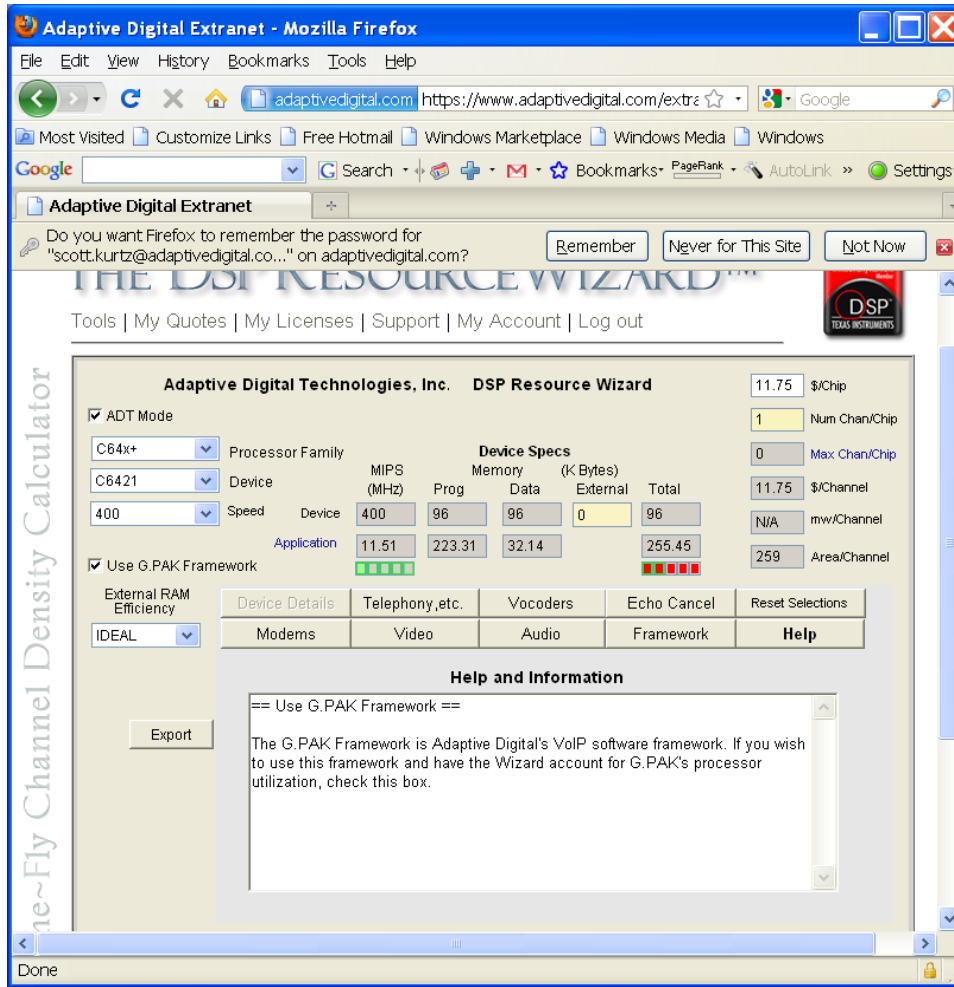 Adaptive Digital Extranet - Mozilla Firefox
File Edit View History Bookmarks Tools Help
adaptivedigital.com https://www.adaptivedigital.com/extra Google
Most Visited Customize Links Free Hotmail Windows Marketplace Windows Media Windows
Google Search Bookmarks PageRank AutoLink » Settings
Adaptive Digital Extranet
Do you want Firefox to remember the password for
"scott.kurtz@adaptivedigital.co..." on adaptivedigital.com? Remember Never for This Site Not Now
THE DSP RESOURCEWIZARD™
DSP
TEXAS INSTRUMENTS
Tools | My Quotes | My Licenses | Support | My Account | Log out
ne~Fly Channel Density Calculator
Adaptive Digital Technologies, Inc. DSP Resource Wizard
11.75 $/Chip
ADT Mode
1 Num Chan/Chip
C64x+ Processor Family
Device Specs
0 Max Chan/Chip
MIPS Memory (K Bytes)
C6421 Device
(MHz) Prog Data External Total
11.75 $/Channel
400 Speed Device 400 96 96 0 96
N/A mw/Channel
Application 11.51 223.31 32.14 255.45
259 Area/Channel
Use G.PAK Framework
External RAM
Efficiency
IDEAL
Device Details Telephony,etc. Vocoders Echo Cancel Reset Selections
Modems Video Audio Framework Help
Help and Information
Export
== Use G.PAK Framework ==
The G.PAK Framework is Adaptive Digital's VoIP software framework. If you wish
to use this framework and have the Wizard account for G.PAK's processor
utilization, check this box.
Done